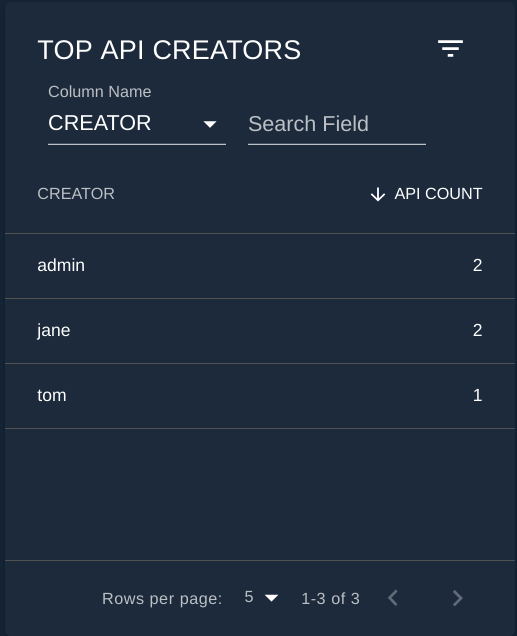 TOP API CREATORS
Column Name
CREATOR Search Field
CREATOR API COUNT
admin 2
jane 2
tom 1
Rows per page: 5 1-3 of 3